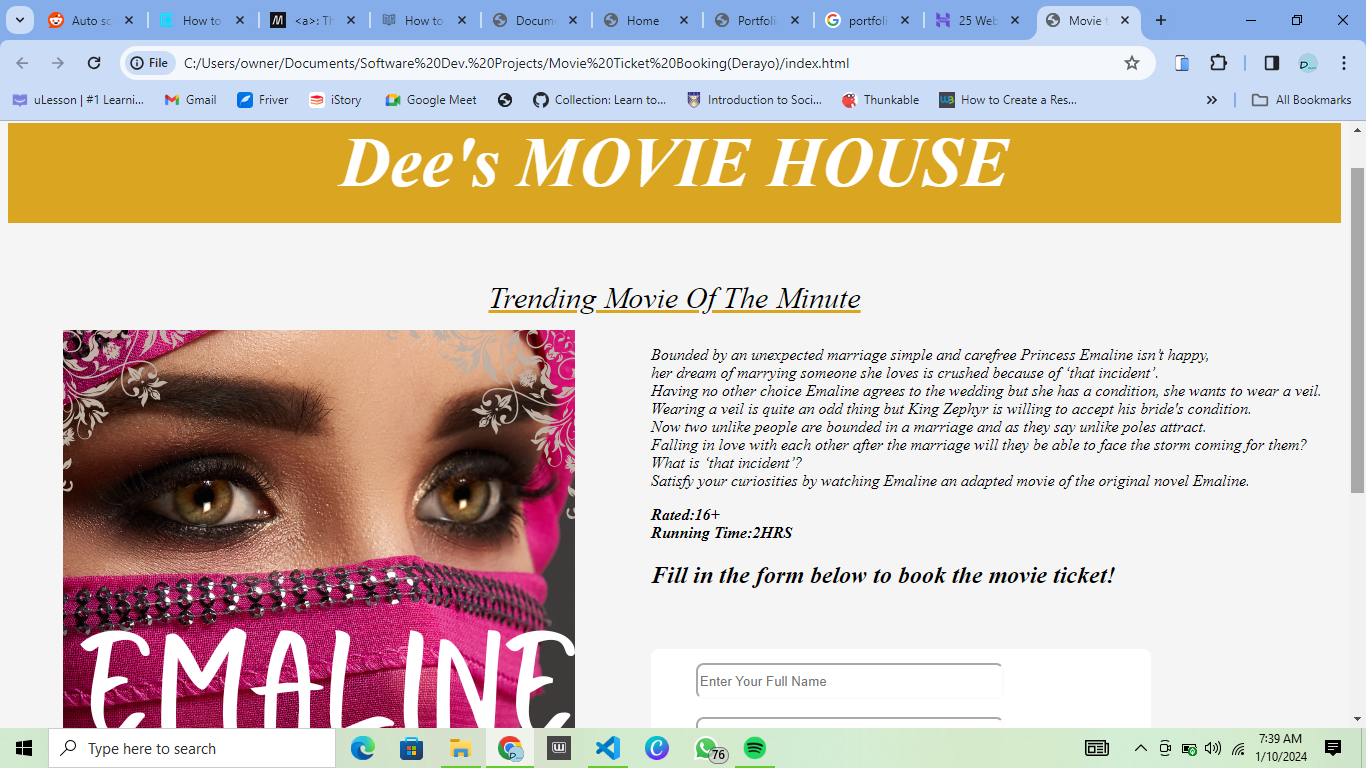 Auto sc
How to
<a>: Th
How to
Docum
Home
Portfoli
portfoli
25 Web
Movie t
File
C:/Users/owner/Documents/Software%20Dev.%20Projects/Movie%20Ticket%20Booking(Derayo)/index.html
uLesson | #1 Learni...
Gmail
Friver
iStory
Google Meet
Collection: Learn to...
Introduction to Soci...
Thunkable
How to Create a Res...
All Bookmarks
Dee's MOVIE HOUSE
Trending Movie Of The Minute
Bounded by an unexpected marriage simple and carefree Princess Emaline isn't happy,
her dream of marrying someone she loves is crushed because of ‘that incident’.
Having no other choice Emaline agrees to the wedding but she has a condition, she wants to wear a veil.
Wearing a veil is quite an odd thing but King Zephyr is willing to accept his bride's condition.
Now two unlike people are bounded in a marriage and as they say unlike poles attract.
Falling in love with each other after the marriage will they be able to face the storm coming for them?
What is ‘that incident’?
Satisfy your curiosities by watching Emaline an adapted movie of the original novel Emaline.
Rated:16+
Running Time:2HRS
Fill in the form below to book the movie ticket!
EMALINE
Enter Your Full Name
Type here to search
76
7:39 AM
1/10/2024